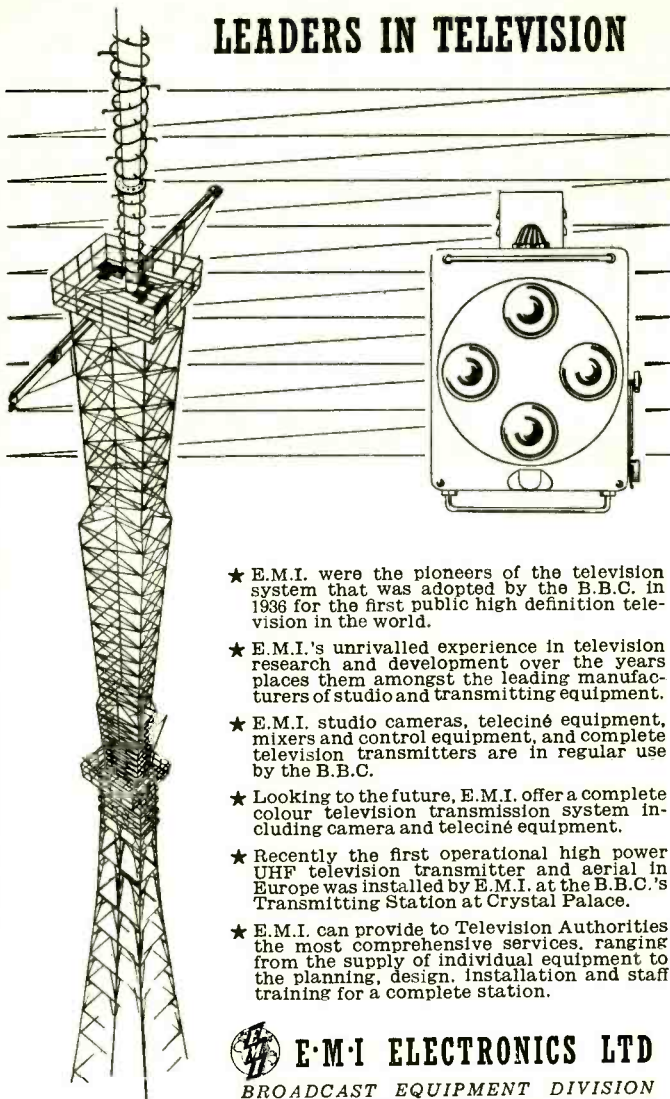 LEADERS IN TELEVISION
★ E.M.I. were the pioneers of the television
system that was adopted by the B.B.C. in
1936 for the first public high definition tele-
vision in the world.
★ E.M.I.'s unrivalled experience in television
research and development over the years
places them amongst the leading manufac-
turers of studio and transmitting equipment.
★ E.M.I. studio cameras, teleciné equipment,
mixers and control equipment, and complete
television transmitters are in regular use
by the B.B.C.
★ Looking to the future, E.M.I. offer a complete
colour television transmission system in-
cluding camera and teleciné equipment.
★ Recently the first operational high power
UHF television transmitter and aerial in
Europe was installed by E.M.I. at the B.B.C.'s
Transmitting Station at Crystal Palace.
★ E.M.I. can provide to Television Authorities
the most comprehensive services. ranging
from the supply of individual equipment to
the planning, design. installation and staff
training for a complete station.
EMI E·M·I ELECTRONICS LTD
BROADCAST EQUIPMENT DIVISION